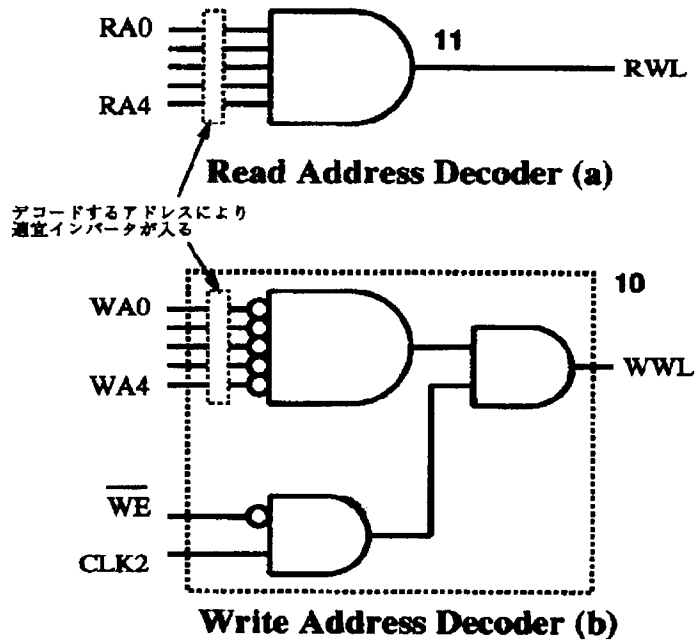 RA0
11
RWL
RA4
Read Address Decoder (a)
デコードするアドレスにより
適宜インバータが入る
10
WA0
WWL
WA4
WE
CLK2
Write Address Decoder (b)